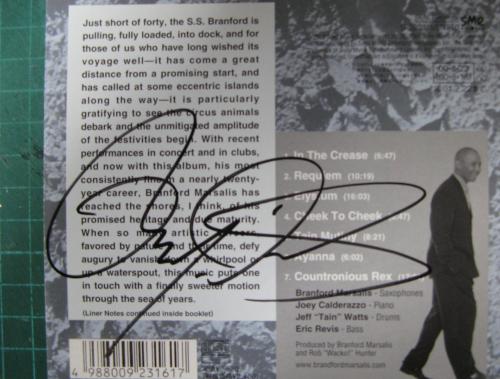 Just short of forty, the S.S. Branford is
pulling, fully loaded, into dock, and for
those of us who have long wished its
voyage well—it has come a great
distance from a promising start, and
has called at some eccentric islands
along the way—it is particularly
gratifying to see the circus animals
debark and the unmitigated amplitude
of the festivities begin. With recent
performances in concert and in clubs,
and now with this album, his most
consistently fine in a nearly twenty-
year career, Branford Marsalis has
reached the shores, I think, of his
promised heritage and due maturity.
When so many artistic careers,
favored by nature and their time, defy
augury to vanish down a whirlpool or
up a waterspout, this music puts one
in touch with a finally sweeter motion
through the sea of years.
(Liner Notes continued inside booklet)
4 988009 231617
SMO
In The Crease (6:47)
2. Requiem (10:19)
Elysium (16:03)
Cheek To Cheek
Tain Mutiny (8:21)
Ayanna (6:02)
7. Countronious Rex
Branford Marsalis - Saxophones
Joey Calderazzo - Piano
Jeff "Tain" Watts - Drums
Eric Revis - Bass
Produced by Branford Marsalis
and Rob "Wacko!" Hunter
www.branfordmarsalis.com